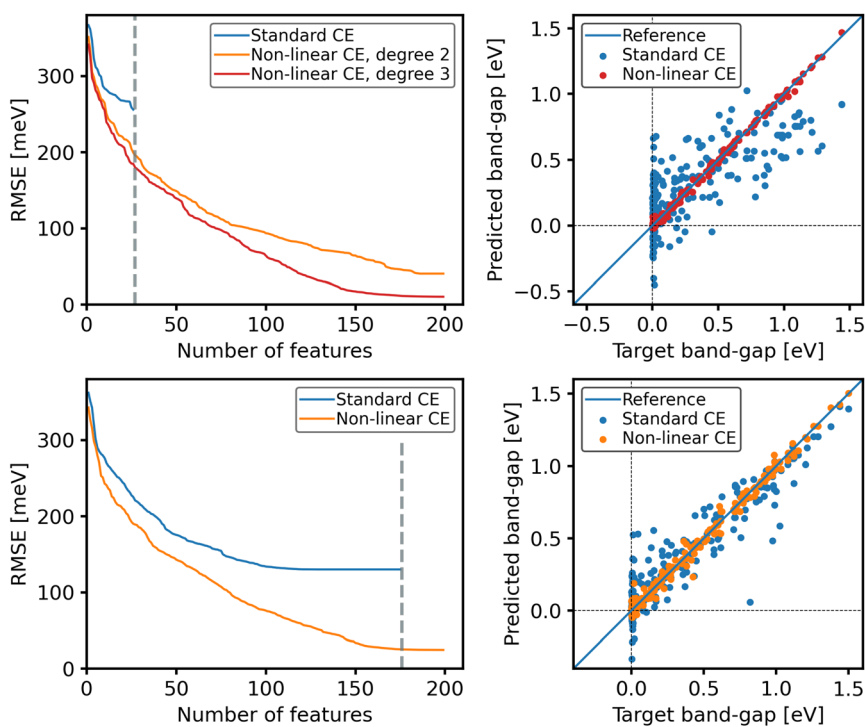 Standard CE
Non-linear CE, degree 2
Non-linear CE, degree 3
RMSE [meV]
300
200
100
0
0 50 100 150 200
Number of features
Reference
Standard CE
Non-linear CE
Predicted band-gap [eV]
1.5
1.0
0.5
0.0
−0.5
−0.5 0.0 0.5 1.0 1.5
Target band-gap [eV]
Standard CE
Non-linear CE
RMSE [meV]
300
200
100
0
0 50 100 150 200
Number of features
Reference
Standard CE
Non-linear CE
Predicted band-gap [eV]
1.5
1.0
0.5
0.0
0.0 0.5 1.0 1.5
Target band-gap [eV]